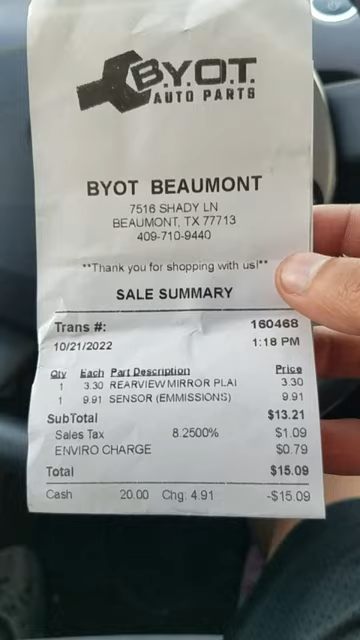 B.Y.O.T.
AUTO PARTS
BYOT BEAUMONT
7516 SHADY LN
BEAUMONT, TX 77713
409-710-9440
**Thank you for shopping with us!**
SALE SUMMARY
Trans #: 160468
10/21/2022 1:18 PM
Qty Each Part Description Price
1 3.30 REARVIEW MIRROR PLAI 3.30
1 9.91 SENSOR (EMMISSIONS) 9.91
SubTotal $13.21
Sales Tax 8.2500% $1.09
ENVIRO CHARGE $0.79
Total $15.09
Cash 20.00 Chg: 4.91 -$15.09